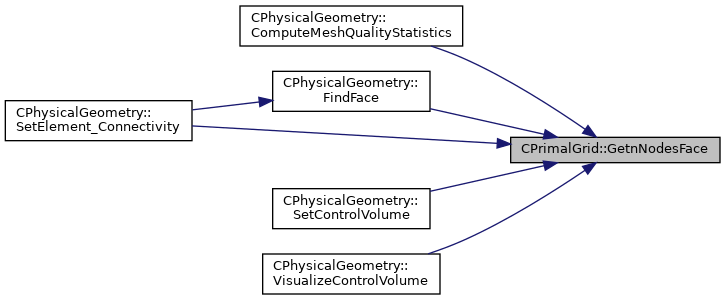 CPhysicalGeometry::
ComputeMeshQualityStatistics
CPhysicalGeometry::
FindFace
CPhysicalGeometry::
SetElement_Connectivity
CPrimalGrid::GetnNodesFace
CPhysicalGeometry::
SetControlVolume
CPhysicalGeometry::
VisualizeControlVolume